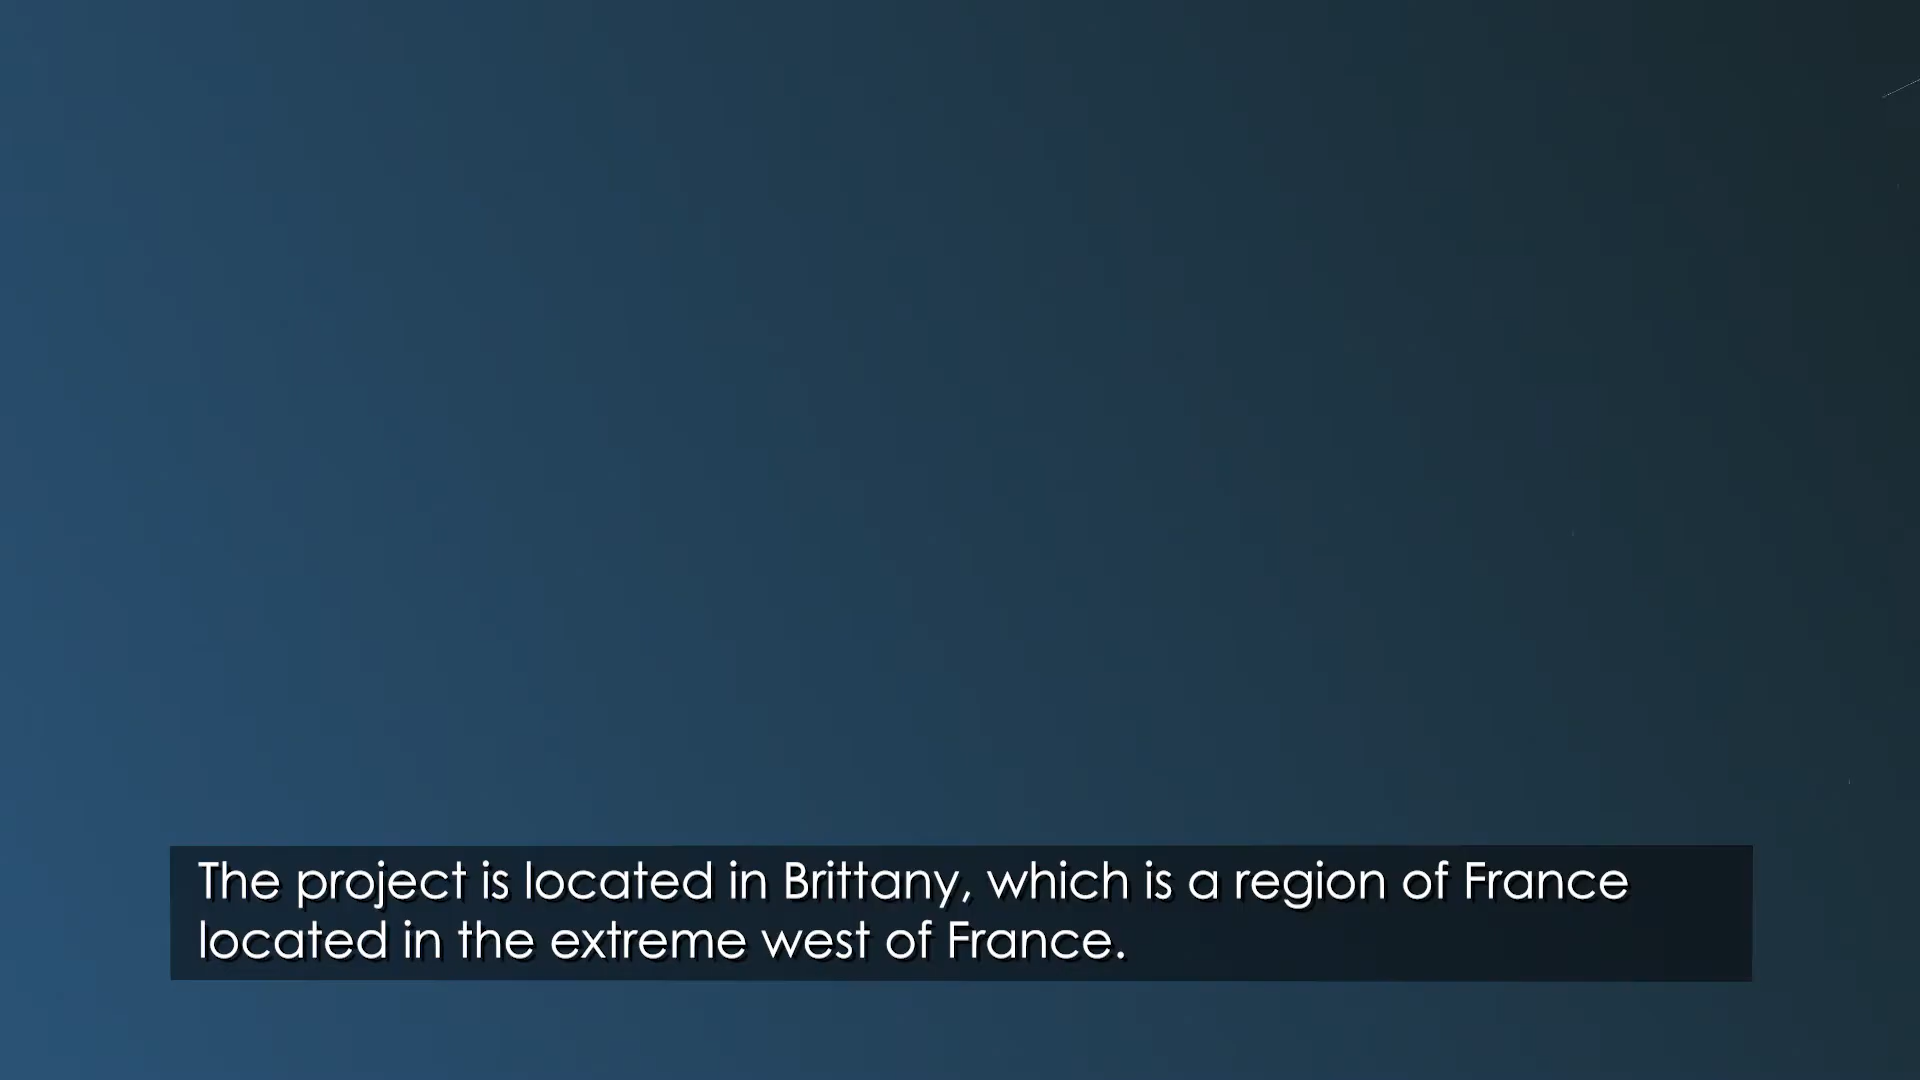 The project is located in Brittany, which is a region of France
located in the extreme west of France.